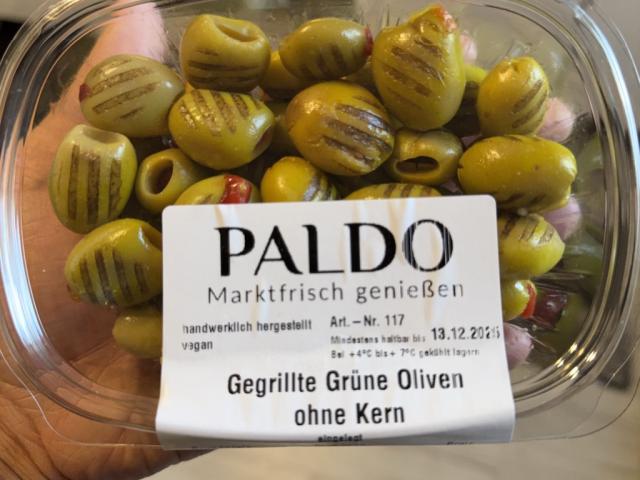 PALDO
Marktfrisch genießen
handwerklich hergestellt
vegan
Art.-Nr. 117
Mindestens haltbar bis 13.12.2025
Bei +4°C bis + 7°C gekühlt lagern
Gegrillte Grüne Oliven
ohne Kern
eingelegt